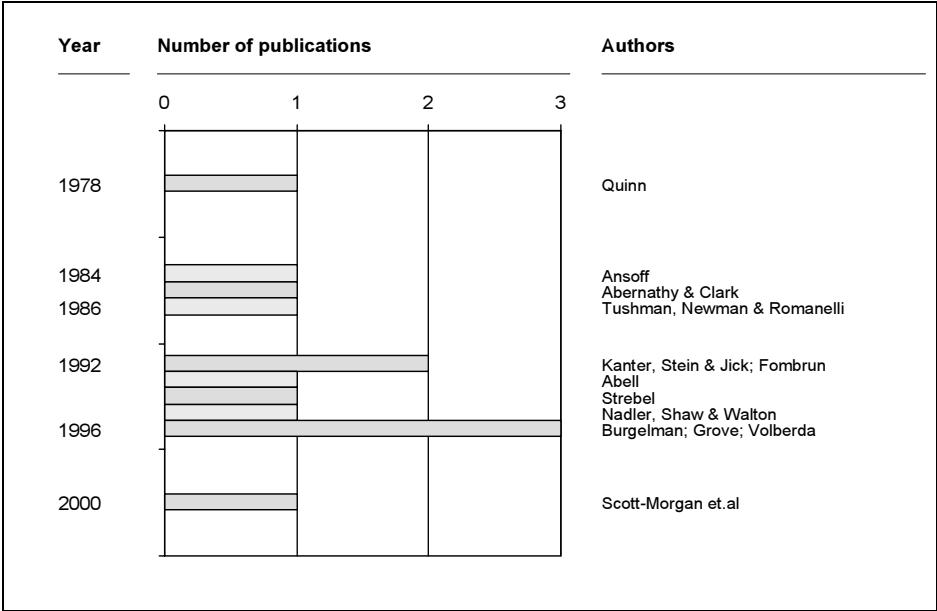 Year Number of publications Authors
0 1 2 3
1978 Quinn
1984 Ansoff
Abernathy & Clark
1986 Tushman, Newman & Romanelli
1992 Kanter, Stein & Jick; Fombrun
Abell
Strebel
Nadler, Shaw & Walton
1996 Burgelman; Grove; Volberda
2000 Scott-Morgan et.al